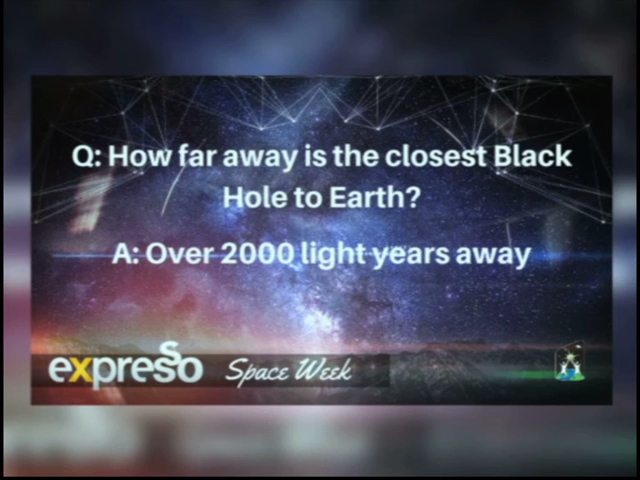 Q: How far away is the closest Black
Hole to Earth?
A: Over 2000 light years away
expresso
Space Week